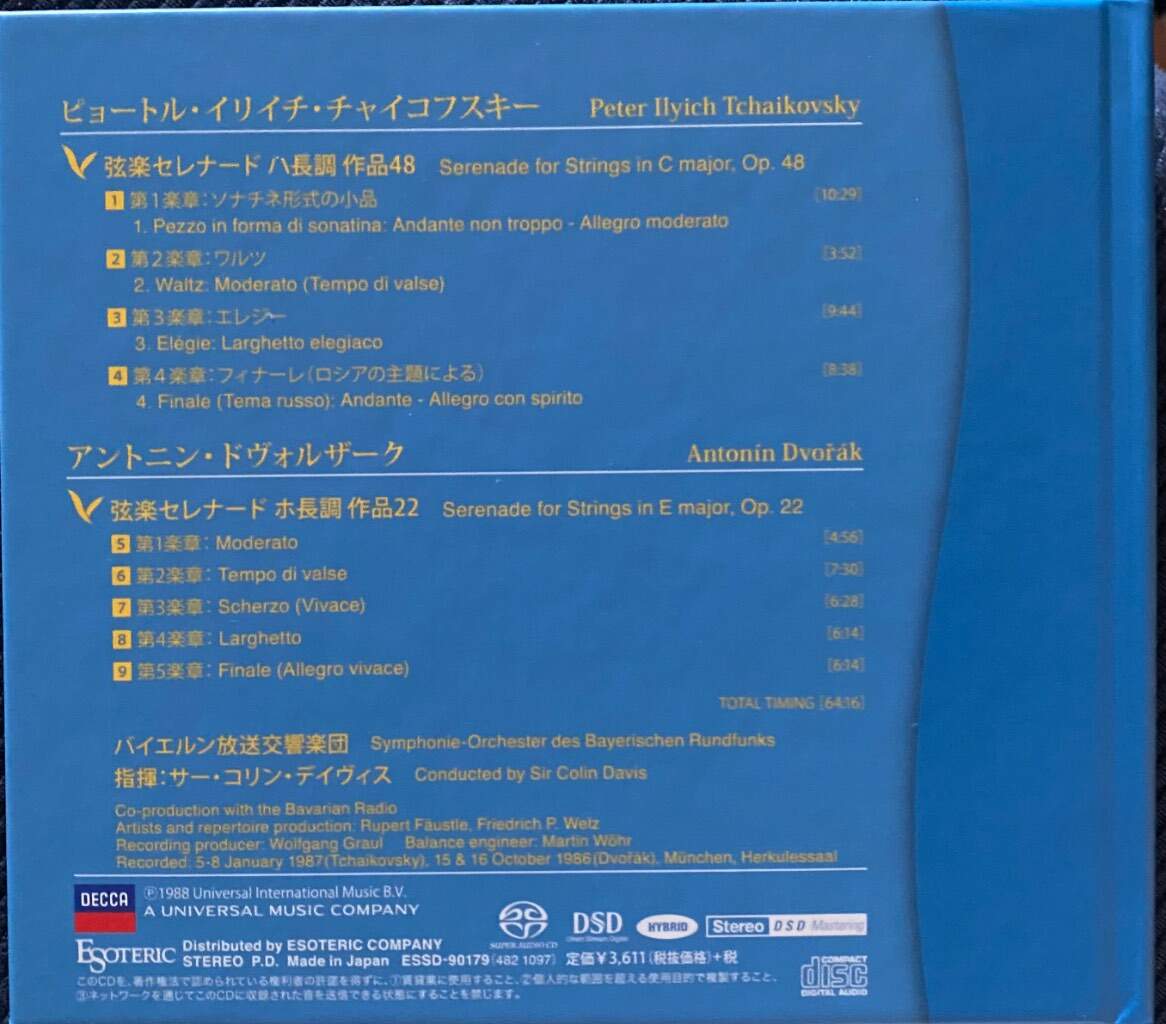 ピョートル・イリイチ・チャイコフスキー Peter Ilyich Tchaikovsky
弦楽セレナード ハ長調 作品48 Serenade for Strings in C major, Op. 48
1 第1楽章：ソナチネ形式の小品 [10:29]
1. Pezzo in forma di sonatina: Andante non troppo - Allegro moderato
2 第2楽章：ワルツ [3:52]
2. Waltz: Moderato (Tempo di valse)
3 第3楽章：エレジー [9:44]
3. Elégie: Larghetto elegiaco
4 第4楽章：フィナーレ（ロシアの主題による） [8:38]
4. Finale (Tema russo): Andante - Allegro con spirito
アントニン・ドヴォルザーク Antonín Dvořák
弦楽セレナード ホ長調 作品22 Serenade for Strings in E major, Op. 22
5 第1楽章：Moderato [4:56]
6 第2楽章：Tempo di valse [7:30]
7 第3楽章：Scherzo (Vivace) [6:28]
8 第4楽章：Larghetto [6:14]
9 第5楽章：Finale (Allegro vivace) [6:14]
TOTAL TIMING [64:16]
バイエルン放送交響楽団 Symphonie-Orchester des Bayerischen Rundfunks
指揮：サー・コリン・デイヴィス Conducted by Sir Colin Davis
Co-production with the Bavarian Radio
Artists and repertoire production: Rupert Fäustle, Friedrich P. Welz
Recording producer: Wolfgang Graul Balance engineer: Martin Wöhr
Recorded: 5-8 January 1987(Tchaikovsky), 15 & 16 October 1986(Dvořák), München, Herkulessaal
DECCA ℗1988 Universal International Music B.V.
A UNIVERSAL MUSIC COMPANY
SUPER AUDIO CD DSD Direct Stream Digital HYBRID Stereo DSD Mastering
ESOTERIC Distributed by ESOTERIC COMPANY
STEREO P.D. Made in Japan ESSD-90179 (482 1097) 定価￥3,611(税抜価格)+税
このCDを、著作権法で認められている権利者の許諾を得ずに、①賃貸業に使用すること、②個人的な範囲を超える使用目的で複製すること、
③ネットワークを通じてこのCDに収録された音を送信できる状態にすることを禁じます。
COMPACT disc DIGITAL AUDIO